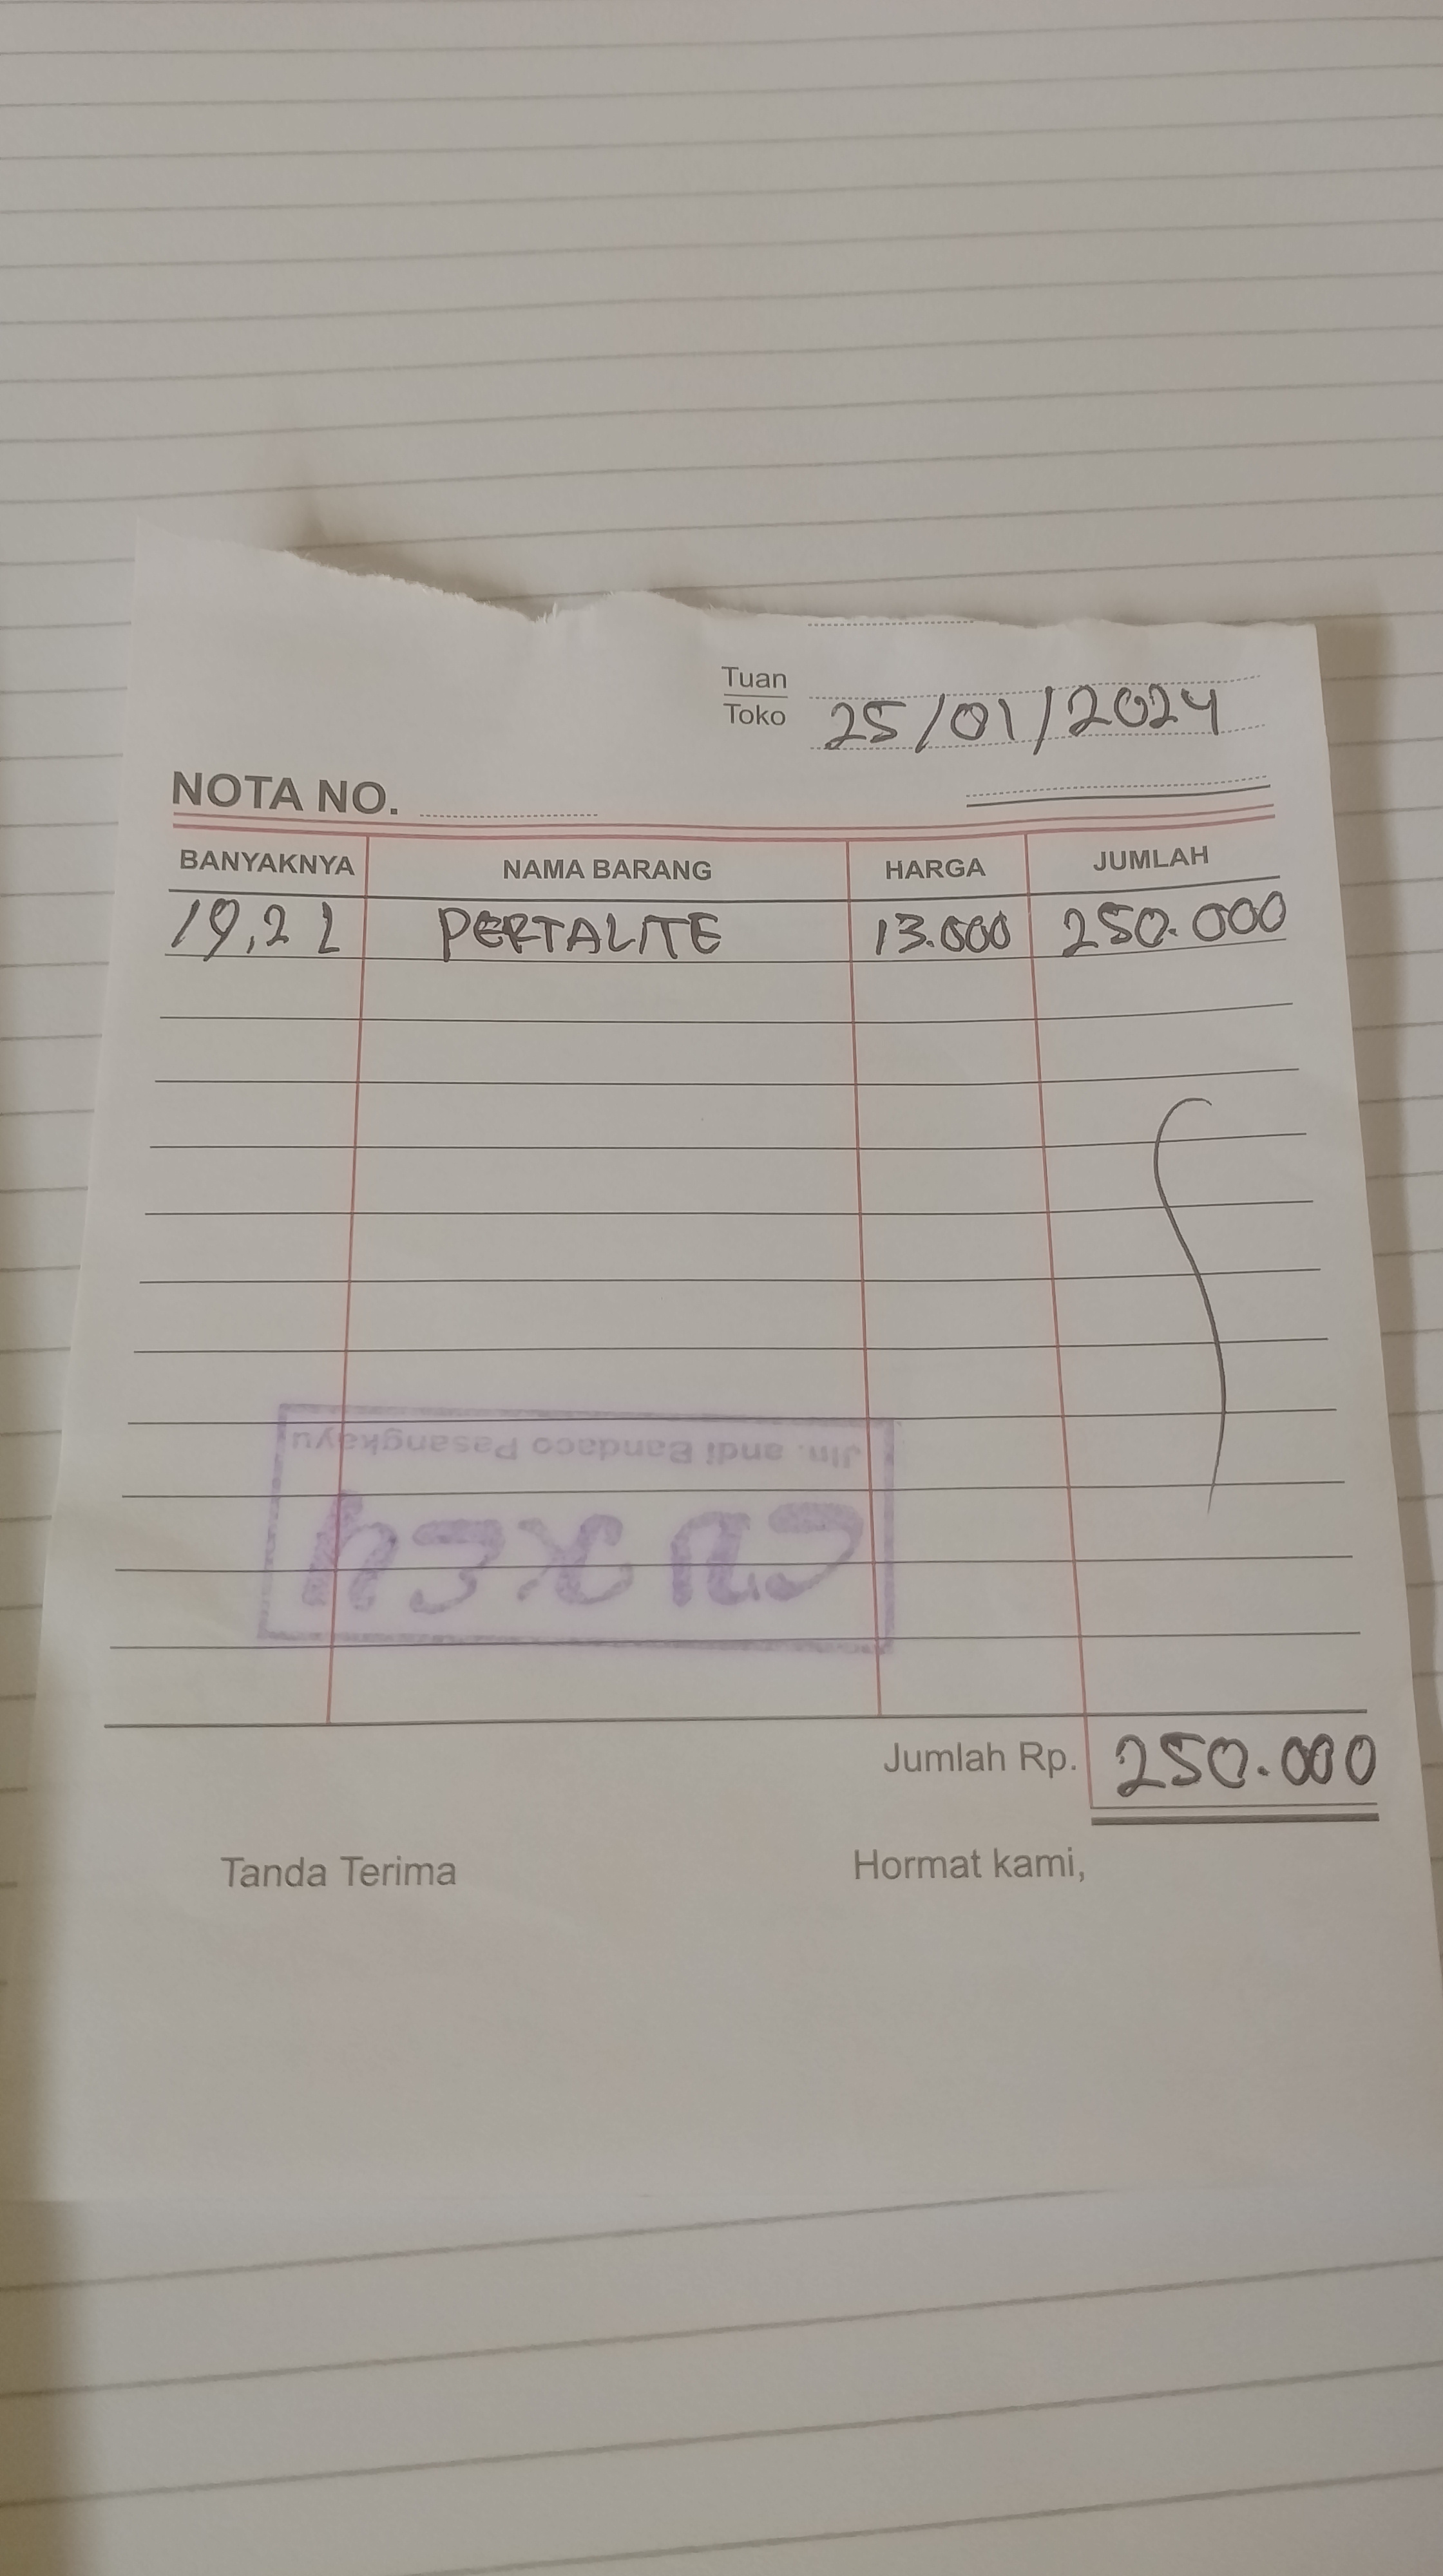 Tuan
Toko 25/01/2024
NOTA NO.
BANYAKNYA NAMA BARANG HARGA JUMLAH
19,2 L PERTALITE 13.000 250.000
Jln. andi Bandaco Pasangkayu
Jumlah Rp. 250.000
Tanda Terima Hormat kami,